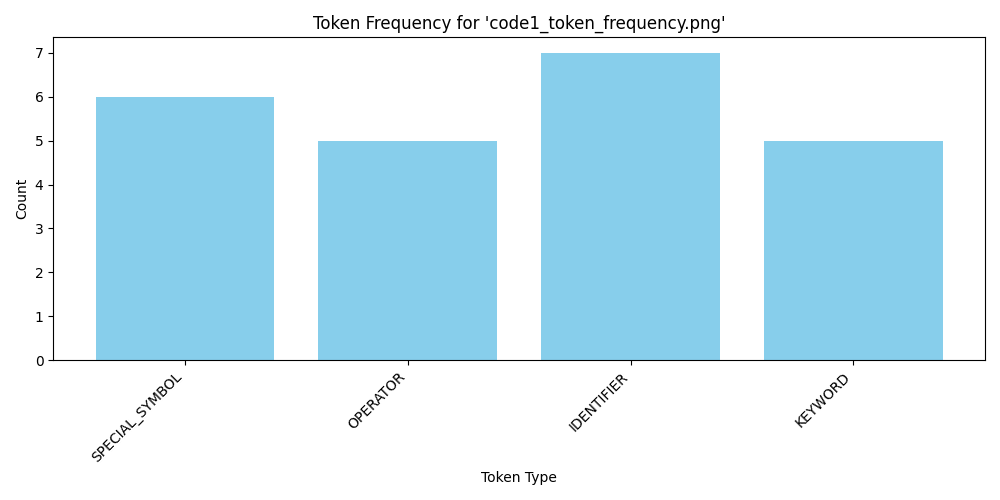 Token Frequency for 'code1_token_frequency.png'
7
6
5
4
3
2
1
0
Count
SPECIAL_SYMBOL
OPERATOR
IDENTIFIER
KEYWORD
Token Type